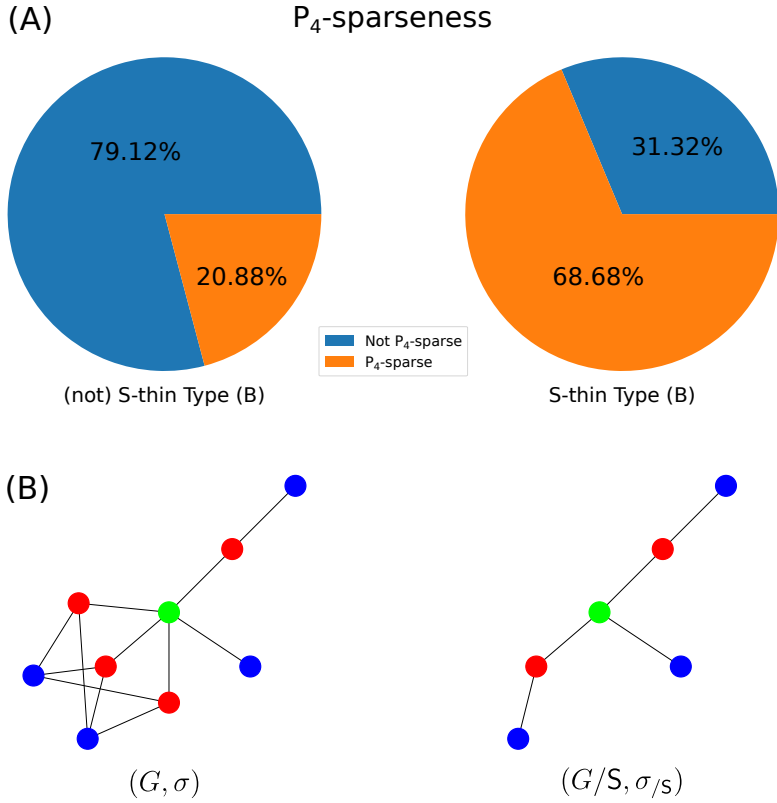 (A)
P₄-sparseness
79.12%
20.88%
31.32%
68.68%
Not P₄-sparse
P₄-sparse
(not) S-thin Type (B)
S-thin Type (B)
(B)
(G, σ)
(G/S, σ/S)